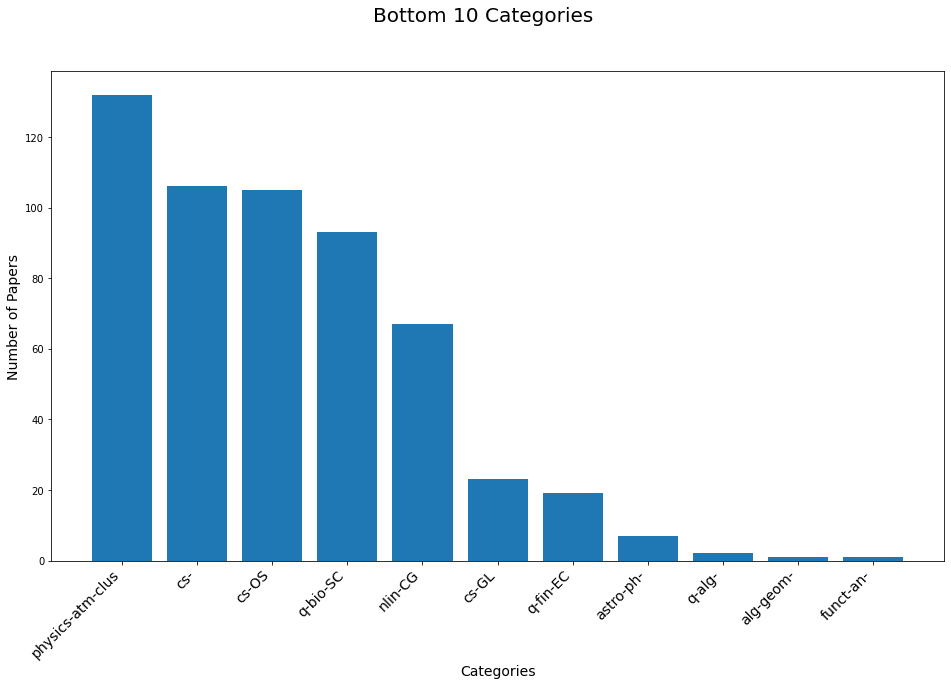 Bottom 10 Categories
Number of Papers
120
100
80
60
40
20
0
physics-atm-clus
cs-
cs-OS
q-bio-SC
nlin-CG
cs-GL
q-fin-EC
astro-ph-
q-alg-
alg-geom-
funct-an-
Categories